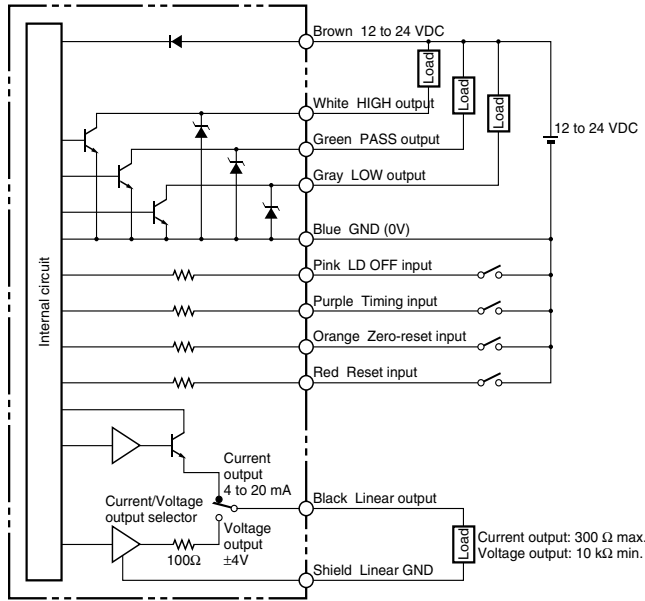 Brown 12 to 24 VDC
Load
Load
Load
White HIGH output
12 to 24 VDC
Green PASS output
Gray LOW output
Blue GND (0V)
Pink LD OFF input
Internal circuit
Purple Timing input
Orange Zero-reset input
Red Reset input
Current
output
4 to 20 mA
Black Linear output
Current/Voltage
output selector
Voltage
output
±4V
100Ω
Load
Current output: 300 Ω max.
Voltage output: 10 kΩ min.
Shield Linear GND